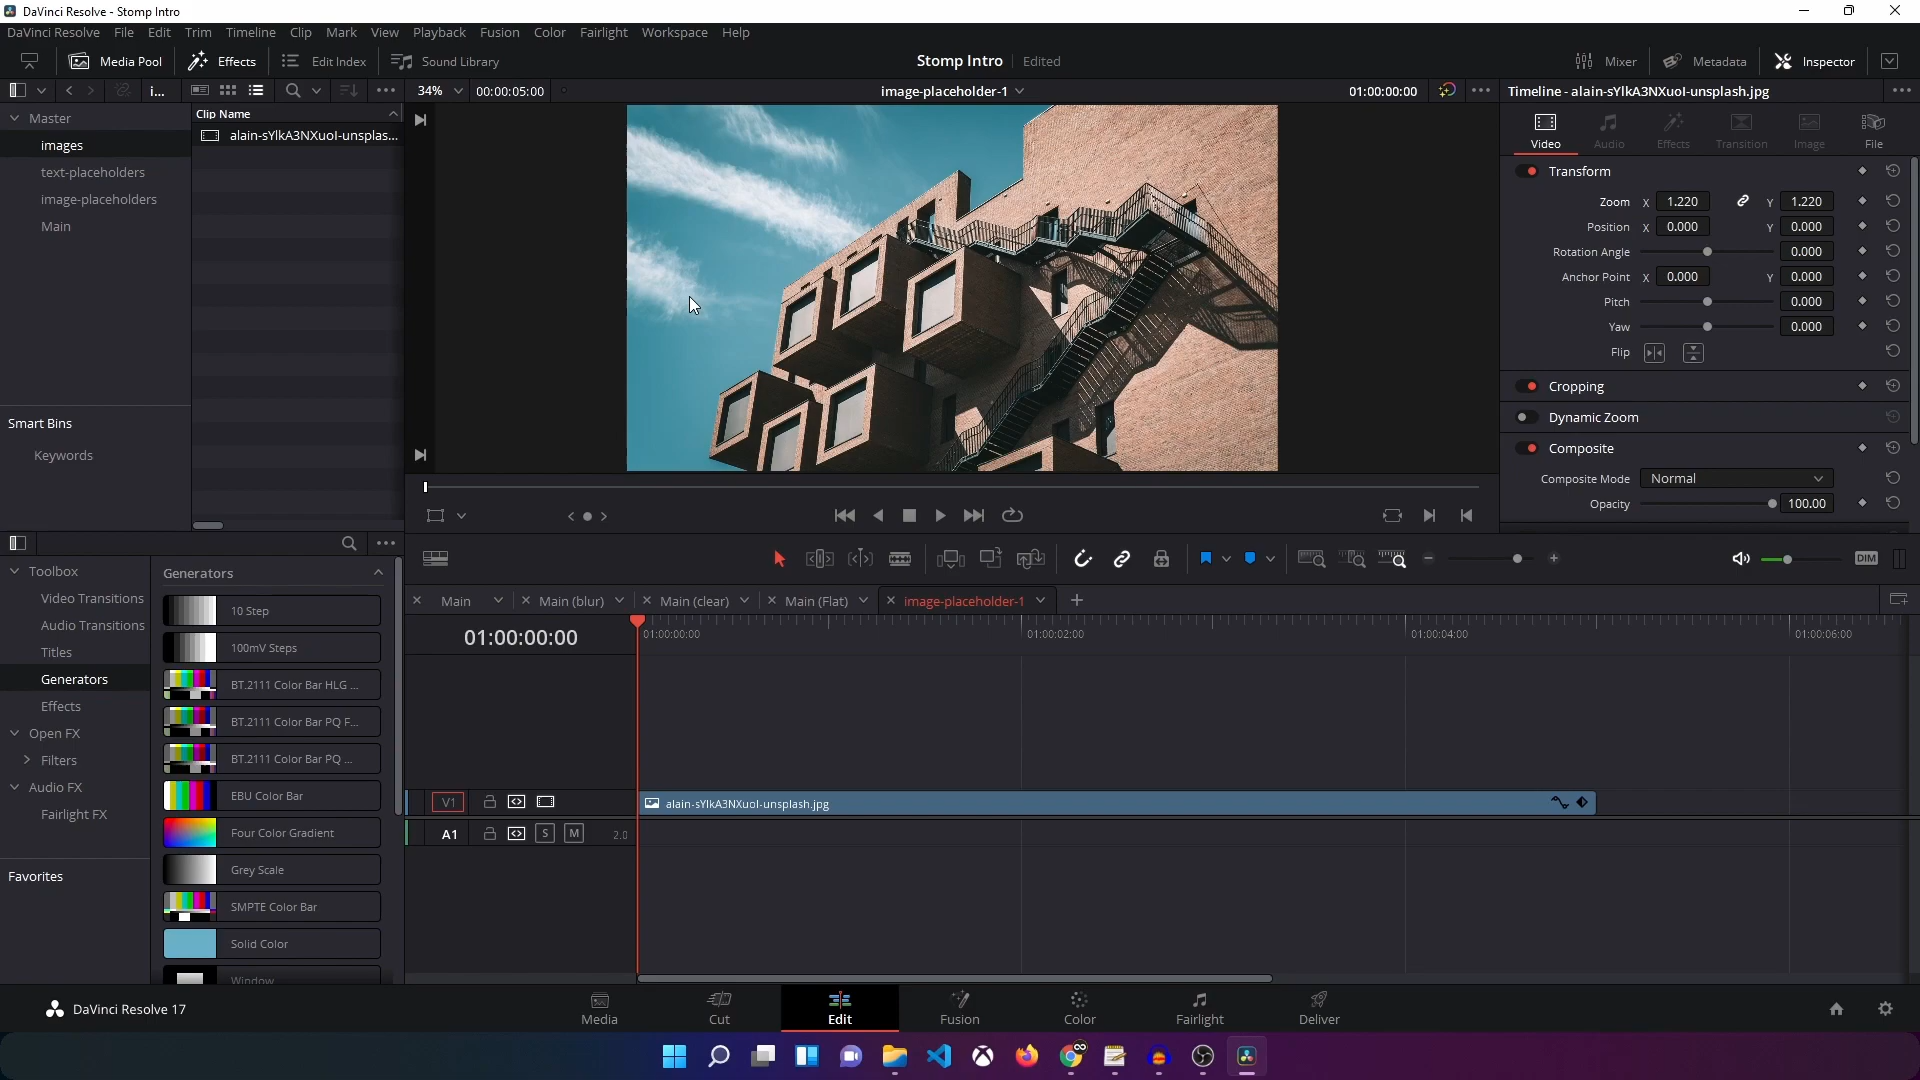 DaVinci Resolve - Stomp Intro
DaVinci Resolve File Edit Trim Timeline Clip Mark View Playback Fusion Color Fairlight Workspace Help
Media Pool Effects Edit Index Sound Library Stomp Intro Edited Mixer Metadata Inspector
i... 34% 00:00:05:00 image-placeholder-1 01:00:00:00 Timeline - alain-sYlkA3NXuoI-unsplash.jpg
Master
images
text-placeholders
image-placeholders
Main
Smart Bins
Keywords
Clip Name
alain-sYlkA3NXuoI-unsplas...
Video Audio Effects Transition Image File
Transform
Zoom X 1.220 Y 1.220
Position X 0.000 Y 0.000
Rotation Angle 0.000
Anchor Point X 0.000 Y 0.000
Pitch 0.000
Yaw 0.000
Flip
Cropping
Dynamic Zoom
Composite
Composite Mode Normal
Opacity 100.00
DIM
Toolbox
Video Transitions
Audio Transitions
Titles
Generators
Effects
Open FX
Filters
Audio FX
Fairlight FX
Favorites
Generators
10 Step
100mV Steps
BT.2111 Color Bar HLG ...
BT.2111 Color Bar PQ F...
BT.2111 Color Bar PQ ...
EBU Color Bar
Four Color Gradient
Grey Scale
SMPTE Color Bar
Solid Color
Window
Main Main (blur) Main (clear) Main (Flat) image-placeholder-1
01:00:00:00 01:00:00:00 01:00:02:00 01:00:04:00 01:00:06:00
V1 alain-sYlkA3NXuoI-unsplash.jpg
A1 S M 2.0
DaVinci Resolve 17 Media Cut Edit Fusion Color Fairlight Deliver